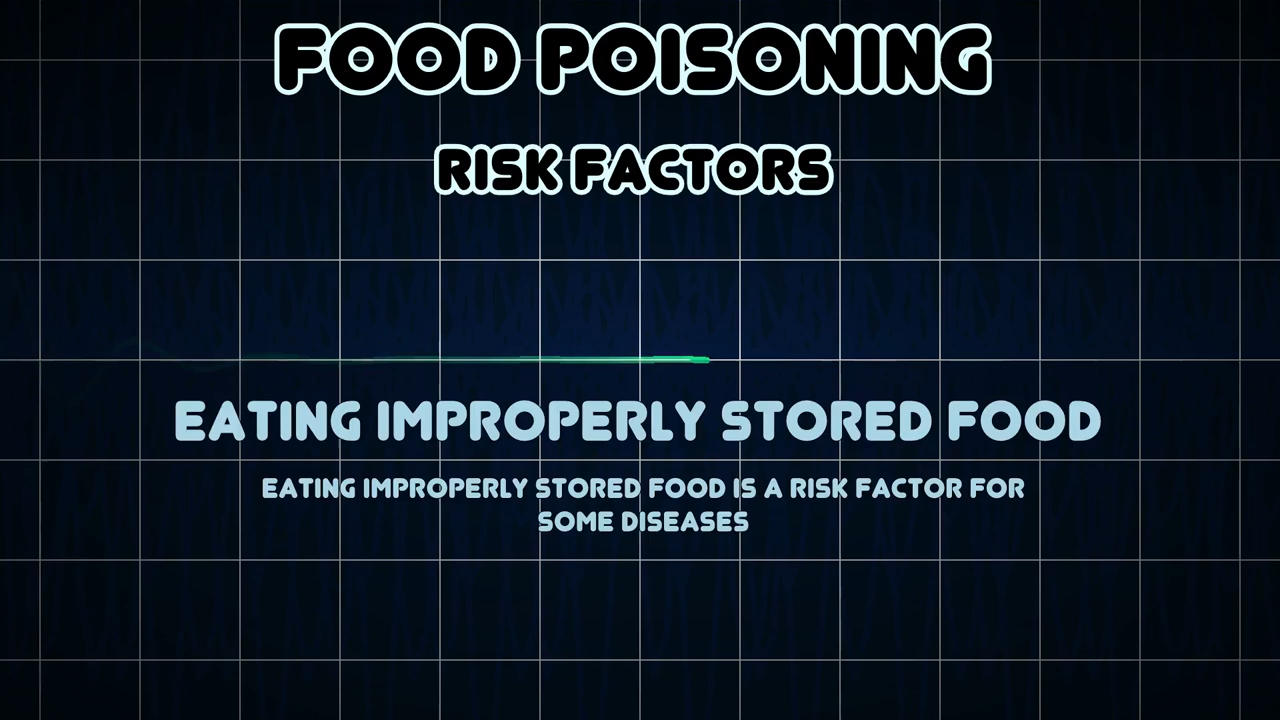 FOOD POISONING
RISK FACTORS
EATING IMPROPERLY STORED FOOD
EATING IMPROPERLY STORED FOOD IS A RISK FACTOR FOR
SOME DISEASES